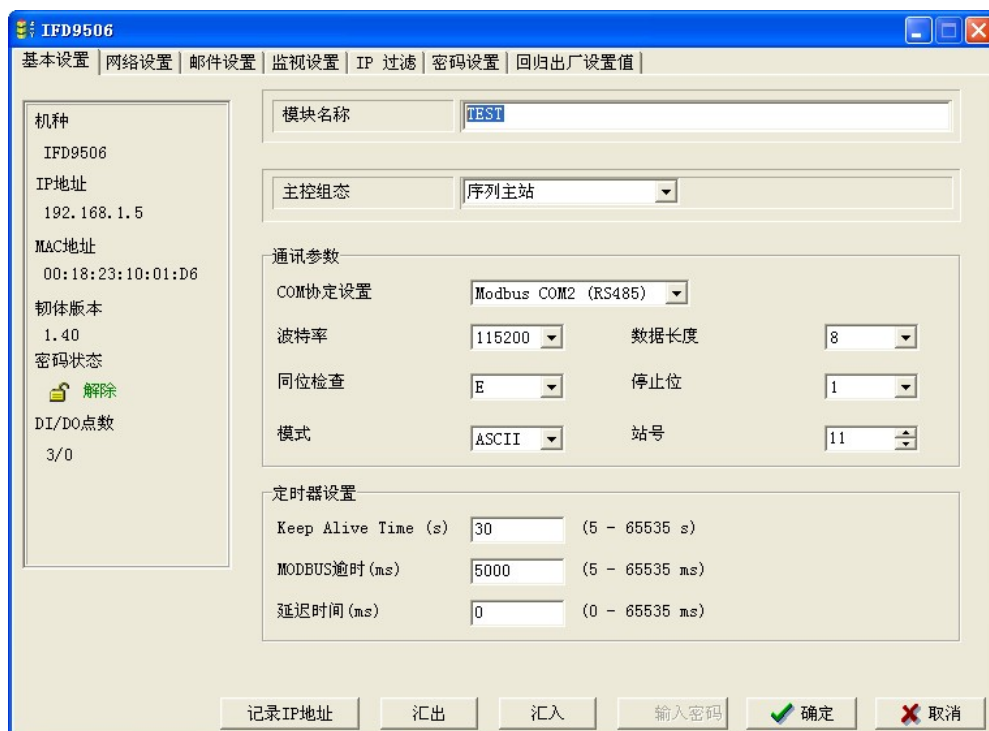 IFD9506
基本设置 网络设置 邮件设置 监视设置 IP 过滤 密码设置 回归出厂设置值
机种
IFD9506
IP地址
192.168.1.5
MAC地址
00:18:23:10:01:D6
韧体版本
1.40
密码状态
解除
DI/DO点数
3/0
模块名称 TEST
主控组态 序列主站
通讯参数
COM协定设置 Modbus COM2 (RS485)
波特率 115200 数据长度 8
同位检查 E 停止位 1
模式 ASCII 站号 11
定时器设置
Keep Alive Time (s) 30 (5 - 65535 s)
MODBUS逾时(ms) 5000 (5 - 65535 ms)
延迟时间(ms) 0 (0 - 65535 ms)
记录IP地址 汇出 汇入 输入密码 确定 取消